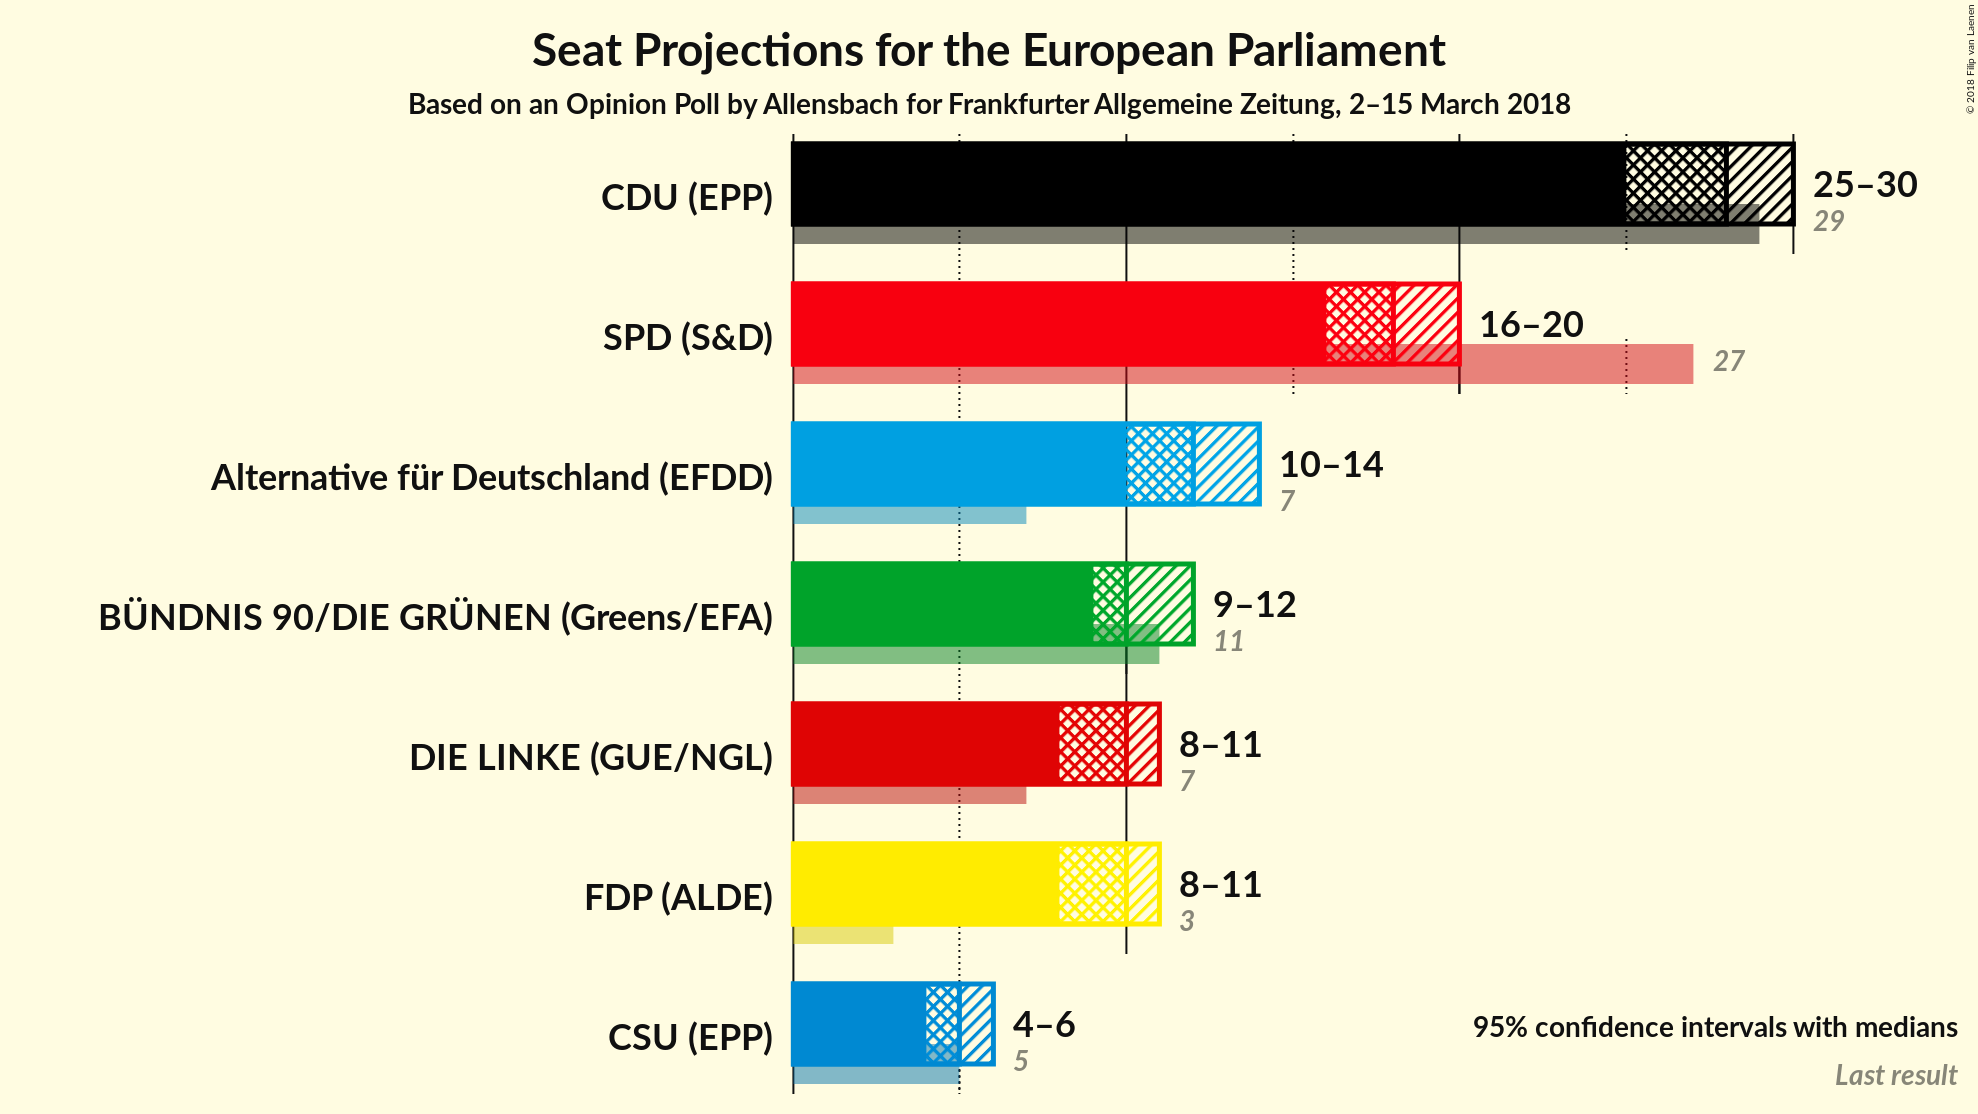 Seat Projections for the European Parliament
Based on an Opinion Poll by Allensbach for Frankfurter Allgemeine Zeitung, 2–15 March 2018
© 2018 Filip van Laenen
CDU (EPP)
25–30
29
SPD (S&D)
16–20
27
Alternative für Deutschland (EFDD)
10–14
7
BÜNDNIS 90/DIE GRÜNEN (Greens/EFA)
9–12
11
DIE LINKE (GUE/NGL)
8–11
7
FDP (ALDE)
8–11
3
CSU (EPP)
4–6
5
95% confidence intervals with medians
Last result